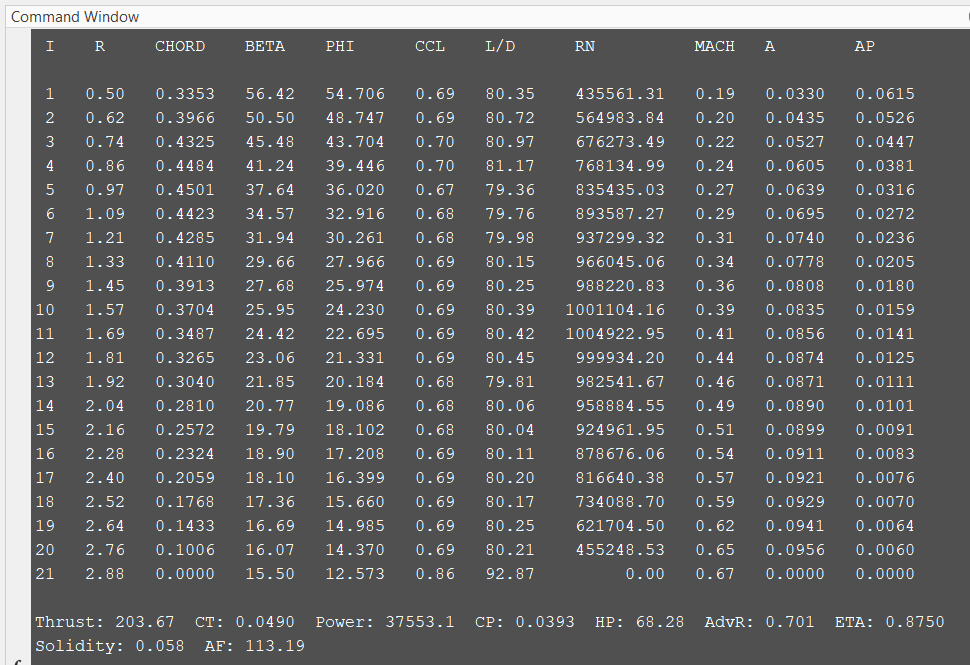 Command Window
I R CHORD BETA PHI CCL L/D RN MACH A AP
1 0.50 0.3353 56.42 54.706 0.69 80.35 435561.31 0.19 0.0330 0.0615
2 0.62 0.3966 50.50 48.747 0.69 80.72 564983.84 0.20 0.0435 0.0526
3 0.74 0.4325 45.48 43.704 0.70 80.97 676273.49 0.22 0.0527 0.0447
4 0.86 0.4484 41.24 39.446 0.70 81.17 768134.99 0.24 0.0605 0.0381
5 0.97 0.4501 37.64 36.020 0.67 79.36 835435.03 0.27 0.0639 0.0316
6 1.09 0.4423 34.57 32.916 0.68 79.76 893587.27 0.29 0.0695 0.0272
7 1.21 0.4285 31.94 30.261 0.68 79.98 937299.32 0.31 0.0740 0.0236
8 1.33 0.4110 29.66 27.966 0.69 80.15 966045.06 0.34 0.0778 0.0205
9 1.45 0.3913 27.68 25.974 0.69 80.25 988220.83 0.36 0.0808 0.0180
10 1.57 0.3704 25.95 24.230 0.69 80.39 1001104.16 0.39 0.0835 0.0159
11 1.69 0.3487 24.42 22.695 0.69 80.42 1004922.95 0.41 0.0856 0.0141
12 1.81 0.3265 23.06 21.331 0.69 80.45 999934.20 0.44 0.0874 0.0125
13 1.92 0.3040 21.85 20.184 0.68 79.81 982541.67 0.46 0.0871 0.0111
14 2.04 0.2810 20.77 19.086 0.68 80.06 958884.55 0.49 0.0890 0.0101
15 2.16 0.2572 19.79 18.102 0.68 80.04 924961.95 0.51 0.0899 0.0091
16 2.28 0.2324 18.90 17.208 0.69 80.11 878676.06 0.54 0.0911 0.0083
17 2.40 0.2059 18.10 16.399 0.69 80.20 816640.38 0.57 0.0921 0.0076
18 2.52 0.1768 17.36 15.660 0.69 80.17 734088.70 0.59 0.0929 0.0070
19 2.64 0.1433 16.69 14.985 0.69 80.25 621704.50 0.62 0.0941 0.0064
20 2.76 0.1006 16.07 14.370 0.69 80.21 455248.53 0.65 0.0956 0.0060
21 2.88 0.0000 15.50 12.573 0.86 92.87 0.00 0.67 0.0000 0.0000
Thrust: 203.67 CT: 0.0490 Power: 37553.1 CP: 0.0393 HP: 68.28 AdvR: 0.701 ETA: 0.8750
Solidity: 0.058 AF: 113.19